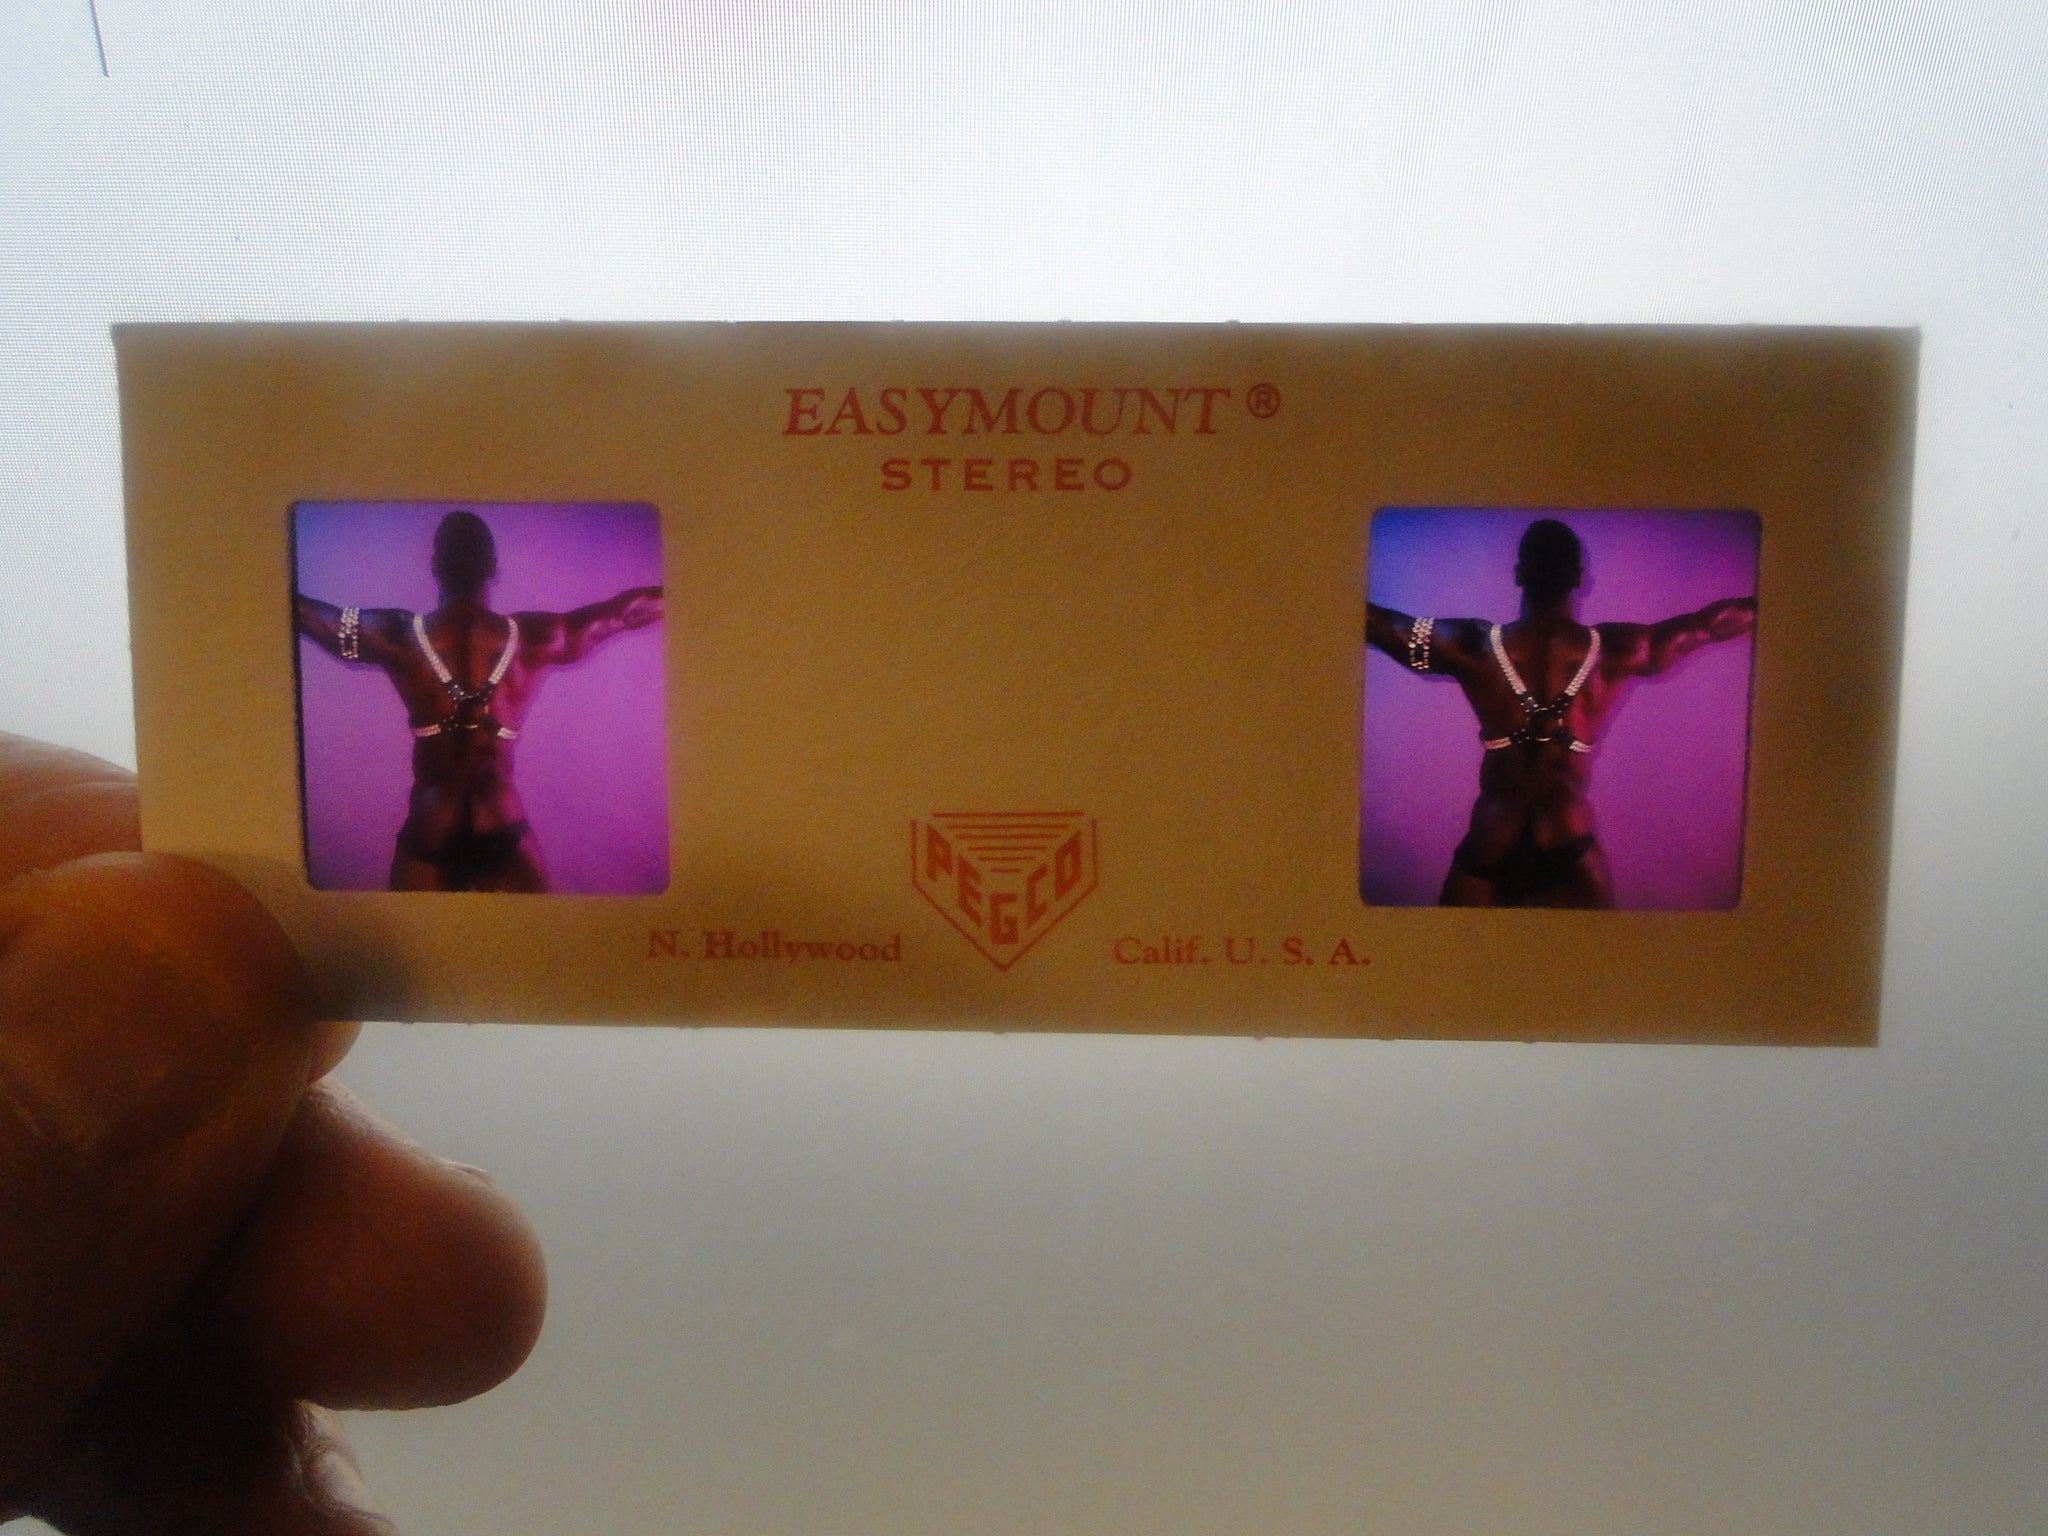 EASYMOUNT ®
STEREO
PEGCO
N. Hollywood Calif. U. S. A.